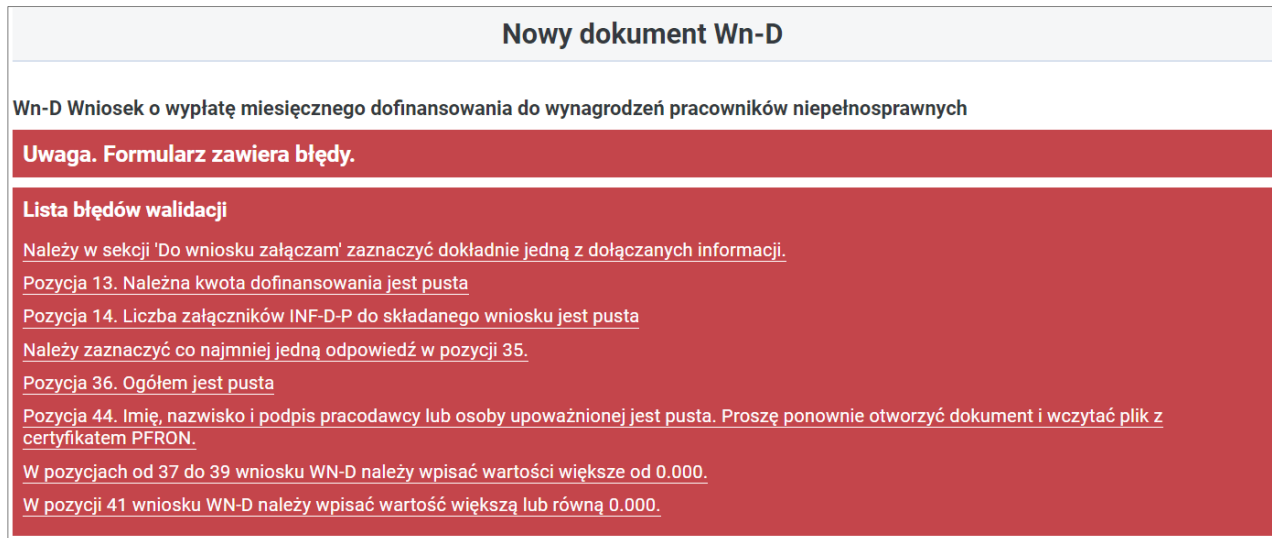 Nowy dokument Wn-D
Wn-D Wniosek o wypłatę miesięcznego dofinansowania do wynagrodzeń pracowników niepełnosprawnych
Uwaga. Formularz zawiera błędy.
Lista błędów walidacji
Należy w sekcji 'Do wniosku załączam' zaznaczyć dokładnie jedną z dołączanych informacji.
Pozycja 13. Należna kwota dofinansowania jest pusta
Pozycja 14. Liczba załączników INF-D-P do składanego wniosku jest pusta
Należy zaznaczyć co najmniej jedną odpowiedź w pozycji 35.
Pozycja 36. Ogółem jest pusta
Pozycja 44. Imię, nazwisko i podpis pracodawcy lub osoby upoważnionej jest pusta. Proszę ponownie otworzyć dokument i wczytać plik z
certyfikatem PFRON.
W pozycjach od 37 do 39 wniosku WN-D należy wpisać wartości większe od 0.000.
W pozycji 41 wniosku WN-D należy wpisać wartość większą lub równą 0.000.